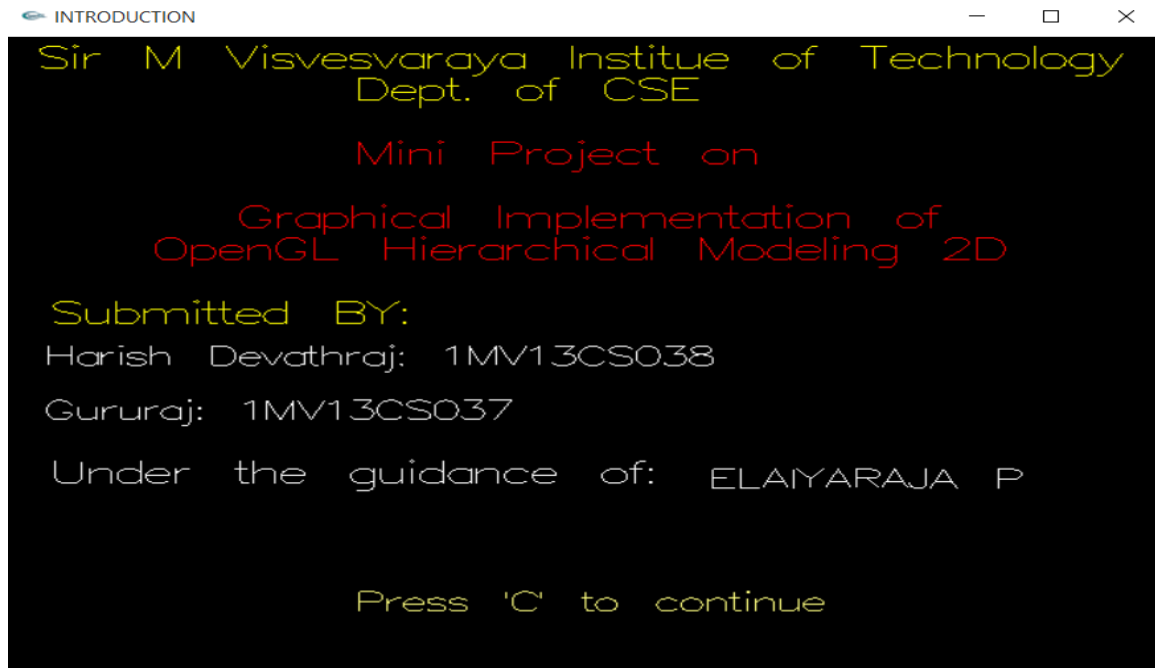 INTRODUCTION
Sir M Visvesvaraya Institue of Technology
Dept. of CSE
Mini Project on
Graphical Implementation of
OpenGL Hierarchical Modeling 2D
Submitted BY:
Harish Devathraj: 1MV13CS038
Gururaj: 1MV13CS037
Under the guidance of: ELAIYARAJA P
Press 'C' to continue